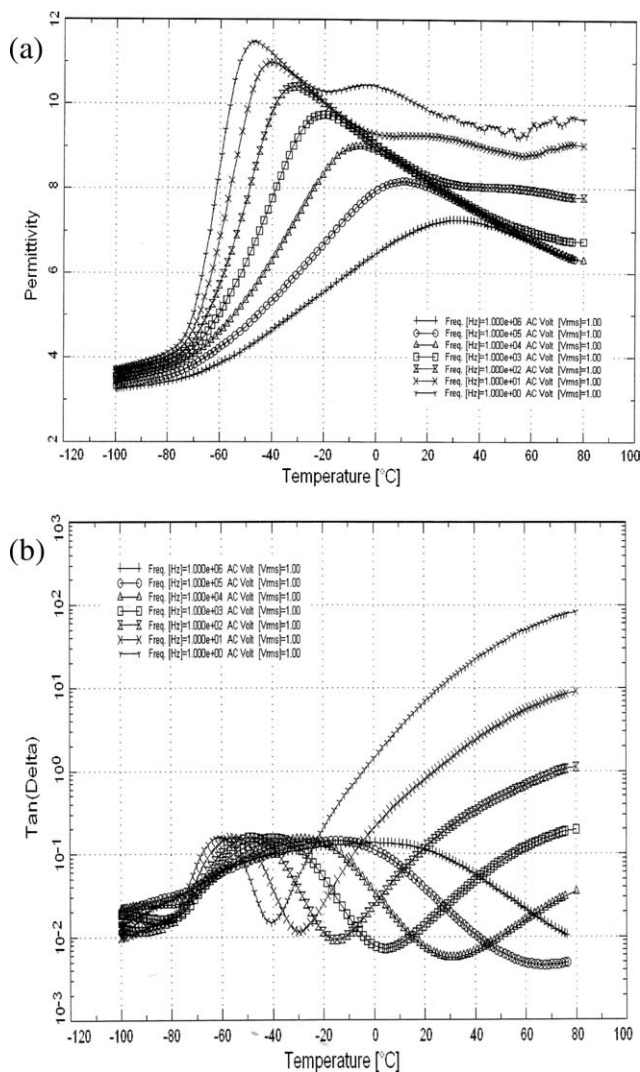 (a)
12
10
8
6
4
2
Permittivity
Freq. [Hz]=1.000e+06 AC Volt [Vrms]=1.00
Freq. [Hz]=1.000e+05 AC Volt [Vrms]=1.00
Freq. [Hz]=1.000e+04 AC Volt [Vrms]=1.00
Freq. [Hz]=1.000e+03 AC Volt [Vrms]=1.00
Freq. [Hz]=1.000e+02 AC Volt [Vrms]=1.00
Freq. [Hz]=1.000e+01 AC Volt [Vrms]=1.00
Freq. [Hz]=1.000e+00 AC Volt [Vrms]=1.00
-120 -100 -80 -60 -40 -20 0 20 40 60 80 100
Temperature [°C]
(b)
10³
10²
10¹
10⁰
10⁻¹
10⁻²
10⁻³
Tan(Delta)
Freq. [Hz]=1.000e+06 AC Volt [Vrms]=1.00
Freq. [Hz]=1.000e+05 AC Volt [Vrms]=1.00
Freq. [Hz]=1.000e+04 AC Volt [Vrms]=1.00
Freq. [Hz]=1.000e+03 AC Volt [Vrms]=1.00
Freq. [Hz]=1.000e+02 AC Volt [Vrms]=1.00
Freq. [Hz]=1.000e+01 AC Volt [Vrms]=1.00
Freq. [Hz]=1.000e+00 AC Volt [Vrms]=1.00
-120 -100 -80 -60 -40 -20 0 20 40 60 80 100
Temperature [°C]